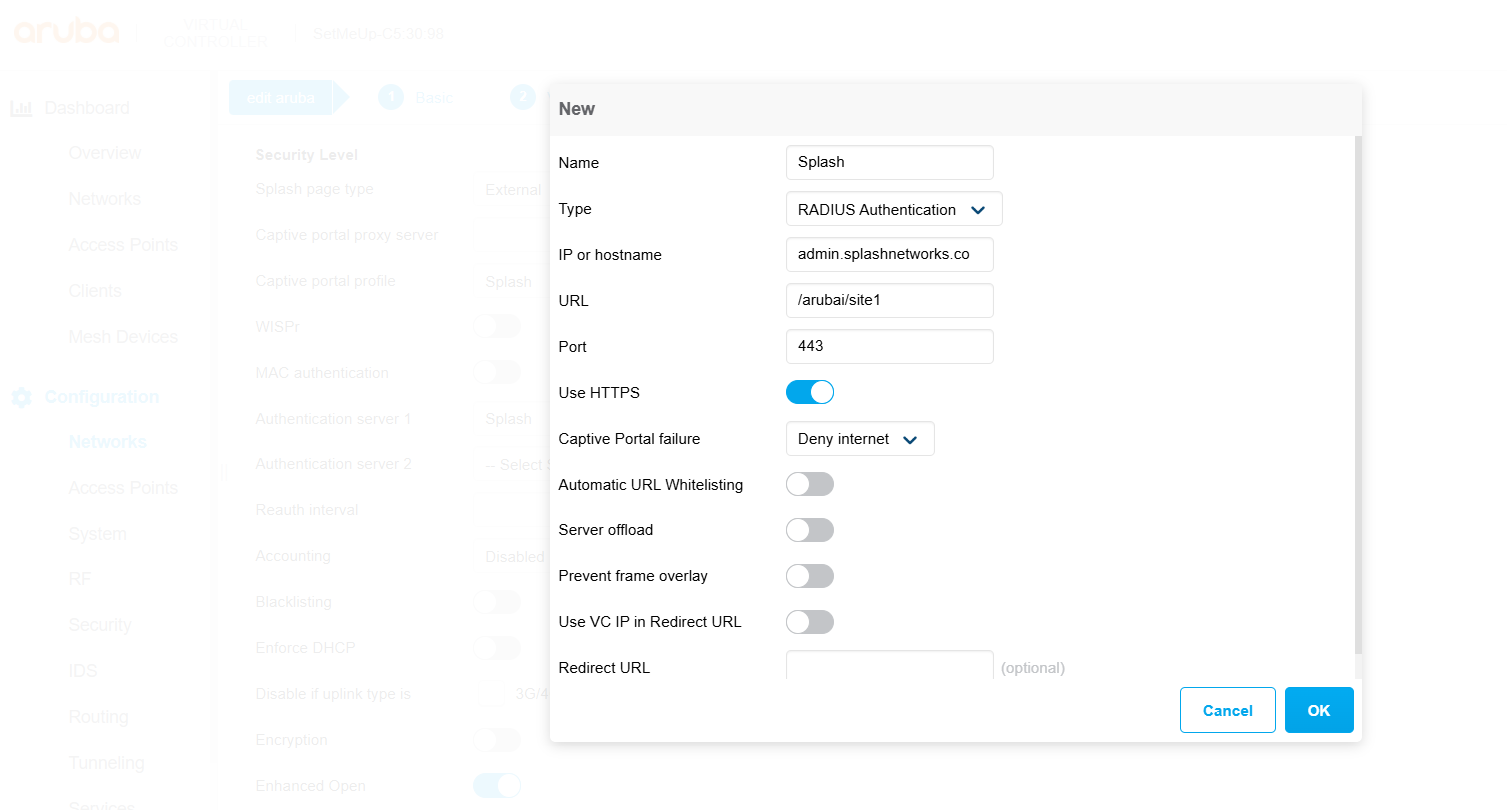 aruba
VIRTUAL
CONTROLLER
SetMeUp-C5:30:98
Dashboard
Overview
Networks
Access Points
Clients
Mesh Devices
Configuration
Networks
Access Points
System
RF
Security
IDS
Routing
Tunneling
Services
edit aruba
1 Basic
2
Security Level
Splash page type External
Captive portal proxy server
Captive portal profile Splash
WISPr
MAC authentication
Authentication server 1 Splash
Authentication server 2 -- Select
Reauth interval
Accounting Disabled
Blacklisting
Enforce DHCP
Disable if uplink type is 3G/4
Encryption
Enhanced Open
New
Name Splash
Type RADIUS Authentication
IP or hostname admin.splashnetworks.co
URL /arubai/site1
Port 443
Use HTTPS
Captive Portal failure Deny internet
Automatic URL Whitelisting
Server offload
Prevent frame overlay
Use VC IP in Redirect URL
Redirect URL (optional)
Cancel OK